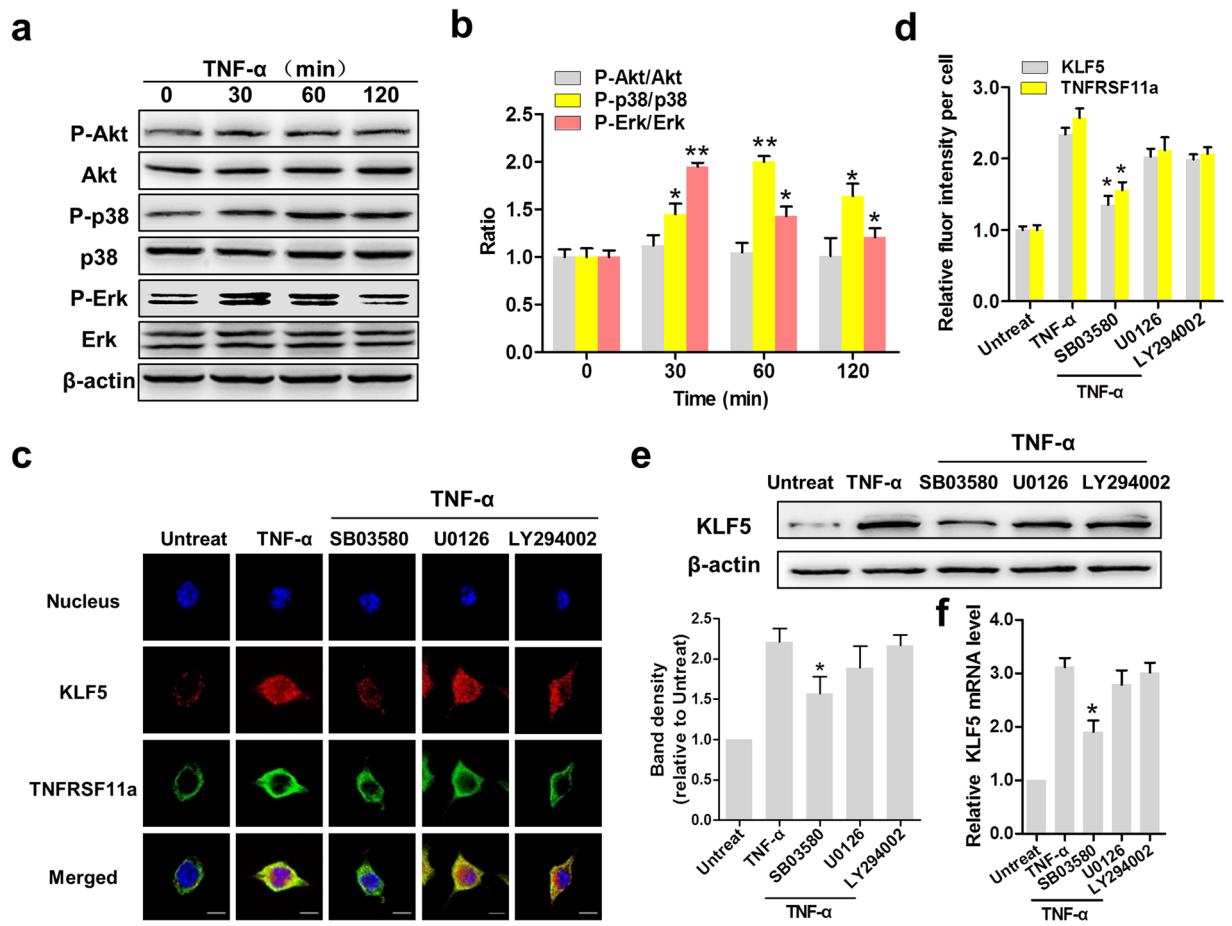 a
TNF-α （min）
0 30 60 120
P-Akt
Akt
P-p38
p38
P-Erk
Erk
β-actin
b
P-Akt/Akt
P-p38/p38
P-Erk/Erk
Ratio
2.5
2.0
1.5
1.0
0.5
0.0
** ** * * * *
0 30 60 120
Time (min)
d
KLF5
TNFRSF11a
Relative fluor intensity per cell
3.0
2.0
1.0
0.0
* *
Untreat TNF-α SB03580 U0126 LY294002
TNF-α
c
TNF-α
Untreat TNF-α SB03580 U0126 LY294002
Nucleus
KLF5
TNFRSF11a
Merged
e
TNF-α
Untreat TNF-α SB03580 U0126 LY294002
KLF5
β-actin
Band density
(relative to Untreat)
2.5
2.0
1.5
1.0
0.5
0.0
*
Untreat TNF-α SB03580 U0126 LY294002
TNF-α
f
Relative KLF5 mRNA level
4.0
3.0
2.0
1.0
0.0
*
Untreat TNF-α SB03580 U0126 LY294002
TNF-α